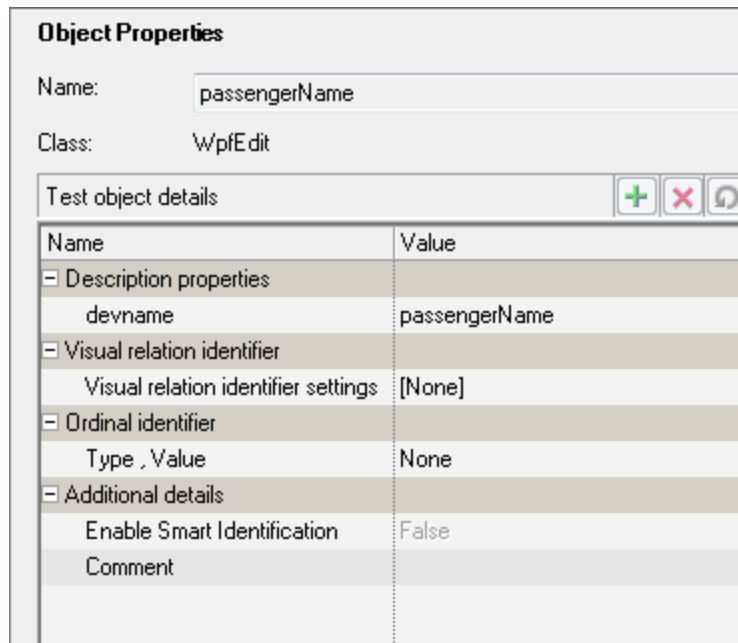 Object Properties
Name: passengerName
Class: WpfEdit
Test object details
Name Value
Description properties
devname passengerName
Visual relation identifier
Visual relation identifier settings [None]
Ordinal identifier
Type , Value None
Additional details
Enable Smart Identification False
Comment